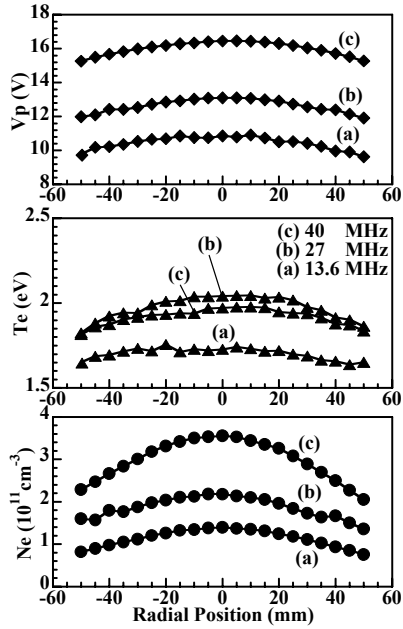 18
16
14
12
10
8
Vp (V)
(c)
(b)
(a)
-60 -40 -20 0 20 40 60
2.5
2
1.5
Te (eV)
(c) 40 MHz
(b) 27 MHz
(a) 13.6 MHz
(b)
(c)
(a)
-60 -40 -20 0 20 40 60
4
3
2
1
0
Ne (10¹¹ cm⁻³)
(c)
(b)
(a)
-60 -40 -20 0 20 40 60
Radial Position (mm)